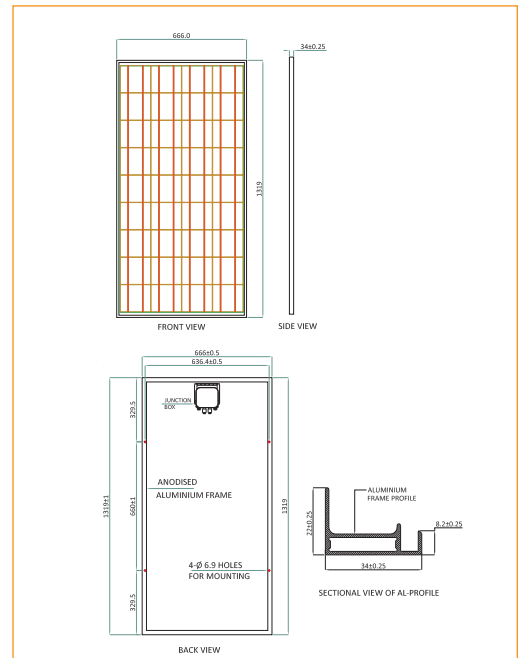 666.0
34±0.25
1319
FRONT VIEW
SIDE VIEW
666±0.5
636.4±0.5
329.5
JUNCTION
BOX
1319±1
660±1
1319
ANODISED
ALUMINIUM FRAME
4-Ø 6.9 HOLES
FOR MOUNTING
329.5
BACK VIEW
ALUMINIUM
FRAME PROFILE
22±0.25
8.2±0.25
34±0.25
SECTIONAL VIEW OF AL-PROFILE